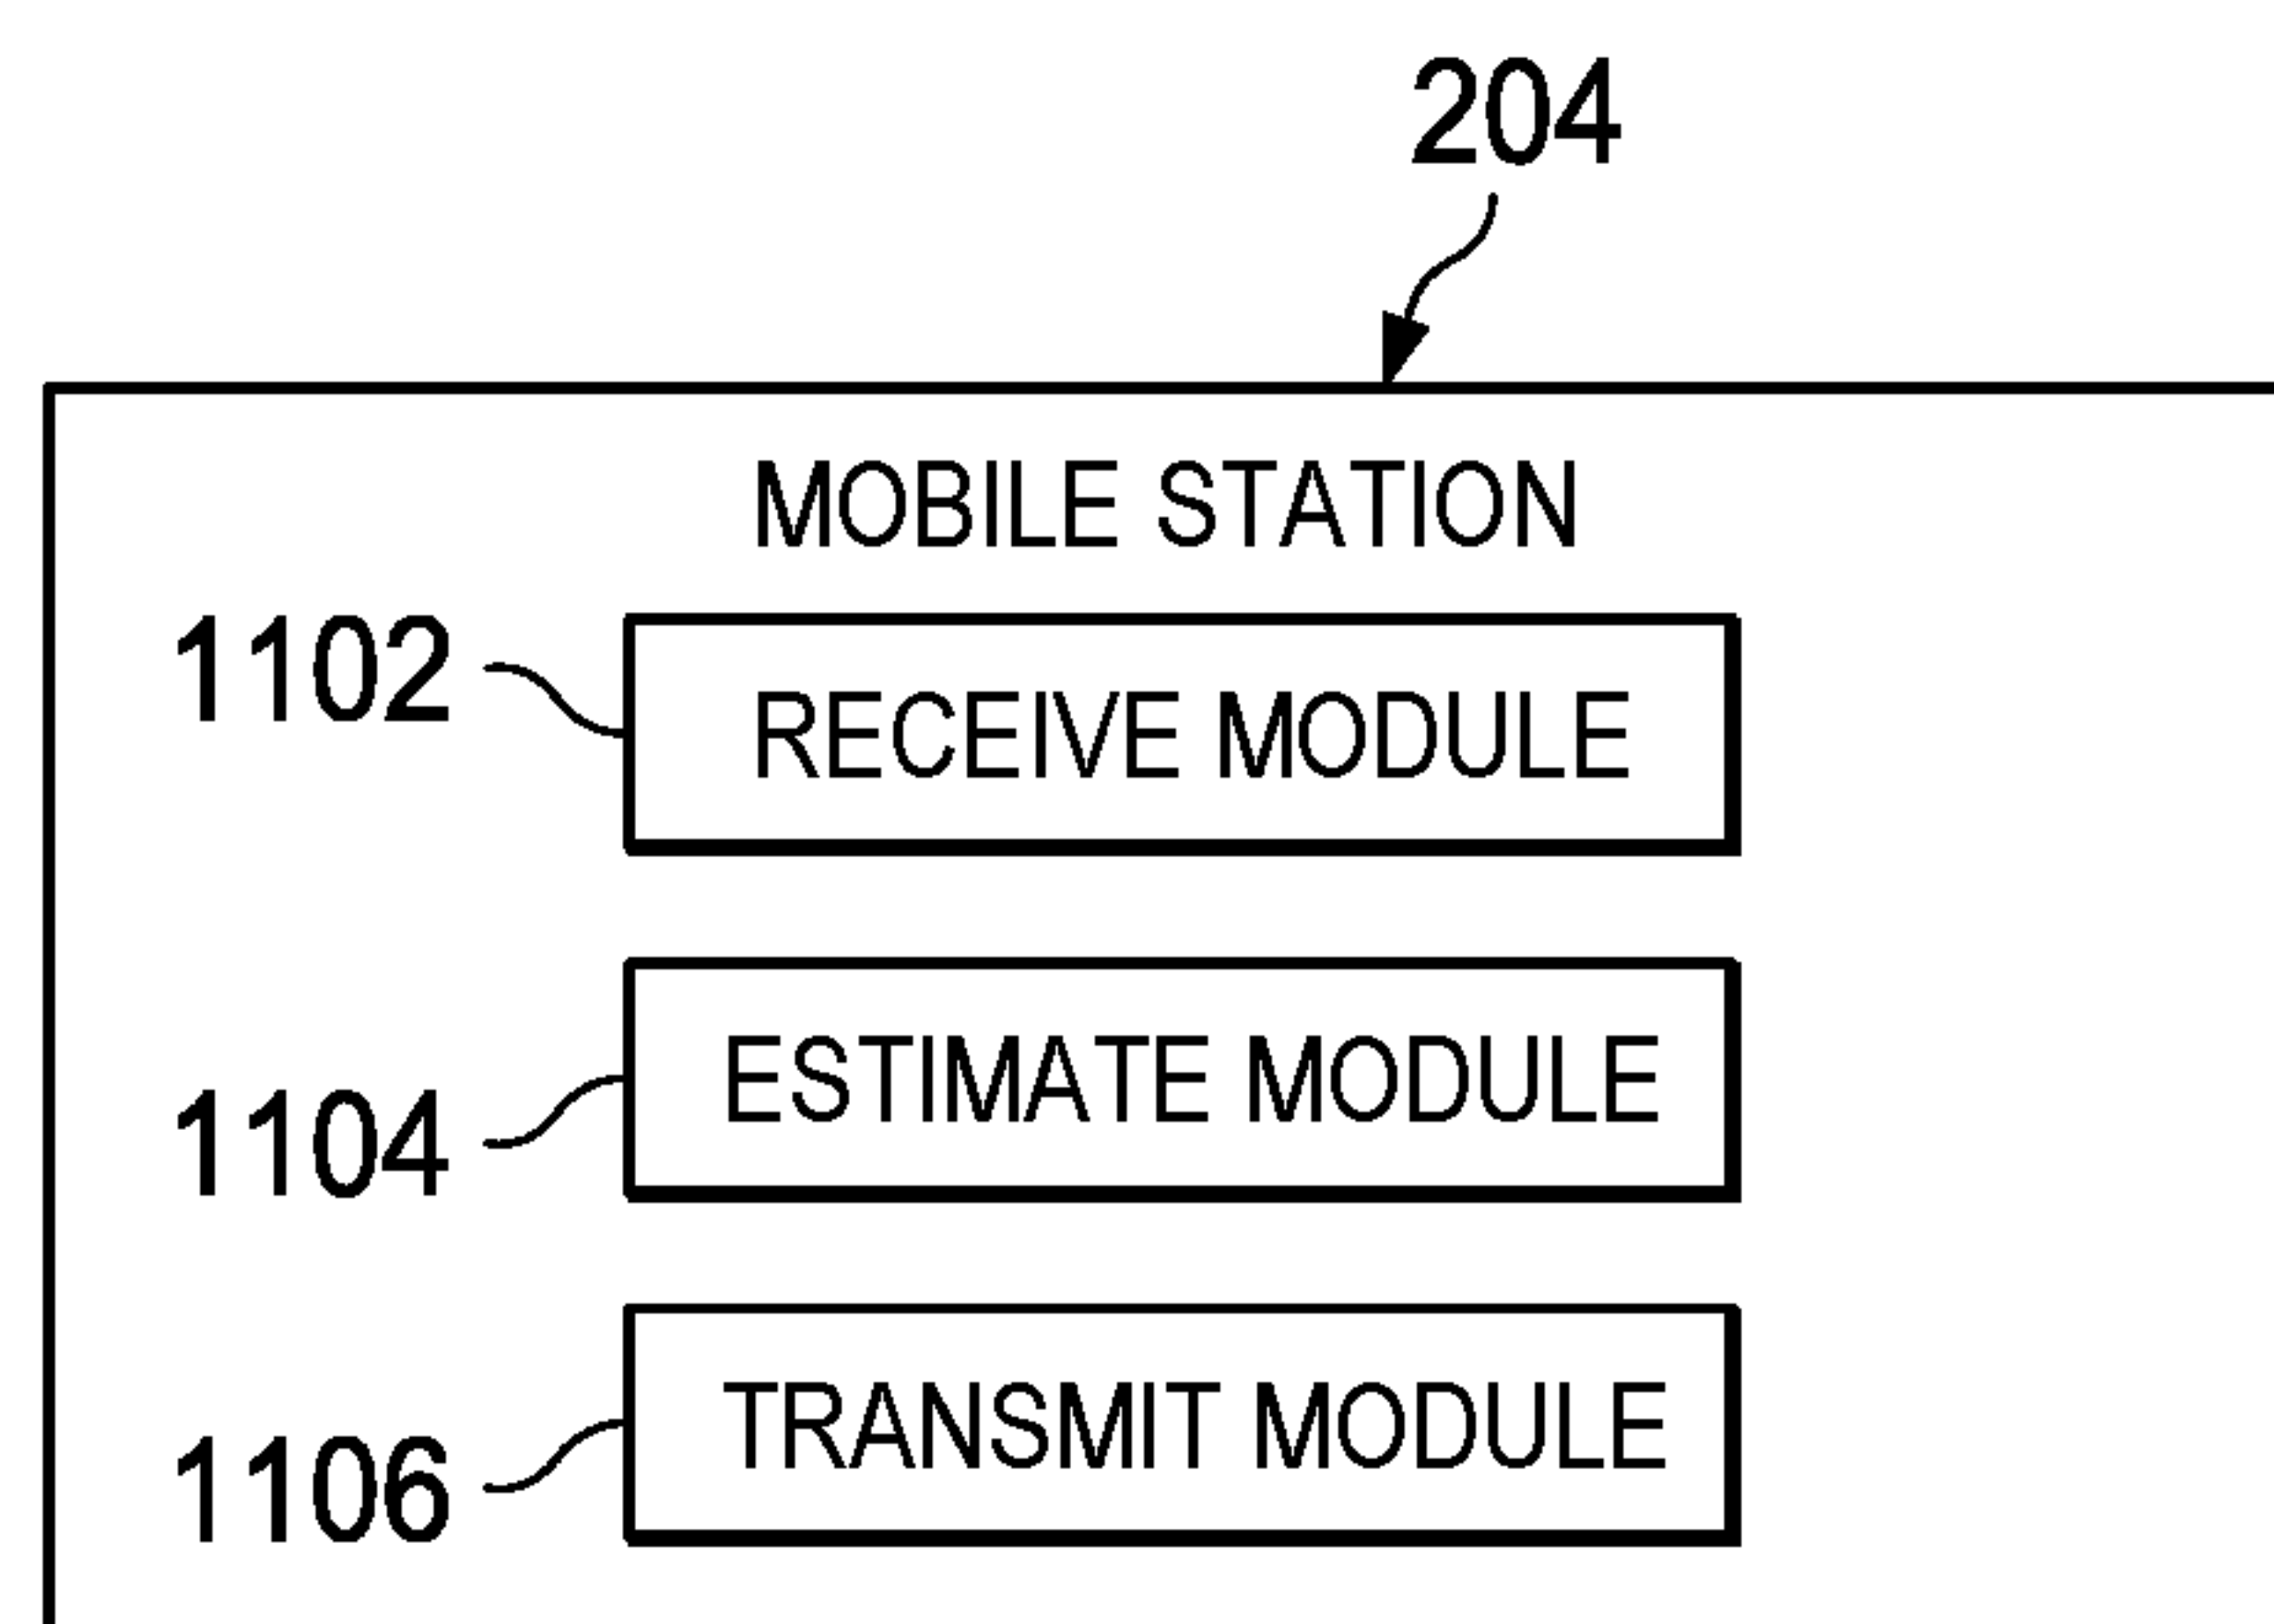 204
MOBILE STATION
1102
RECEIVE MODULE
1104
ESTIMATE MODULE
1106
TRANSMIT MODULE